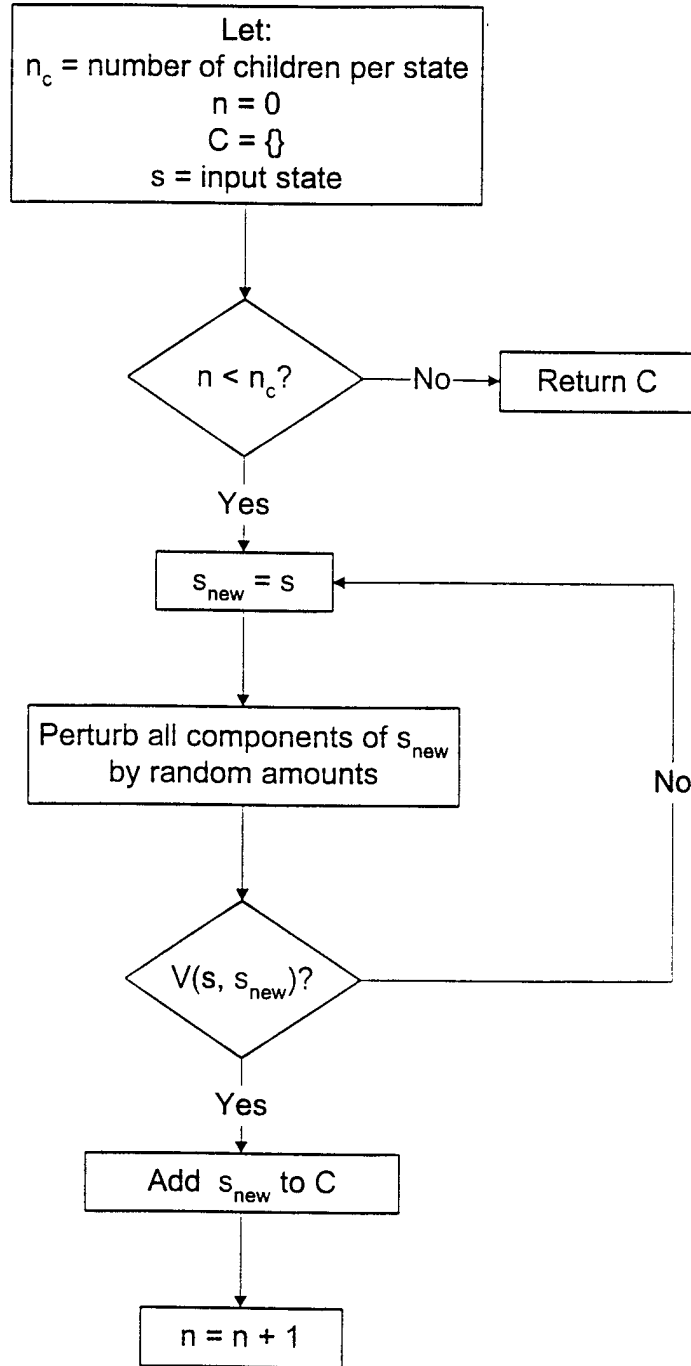 Let:
n_c = number of children per state
n = 0
C = {}
s = input state
n < n_c?
No
Return C
Yes
s_new = s
Perturb all components of s_new
by random amounts
No
V(s, s_new)?
Yes
Add s_new to C
n = n + 1